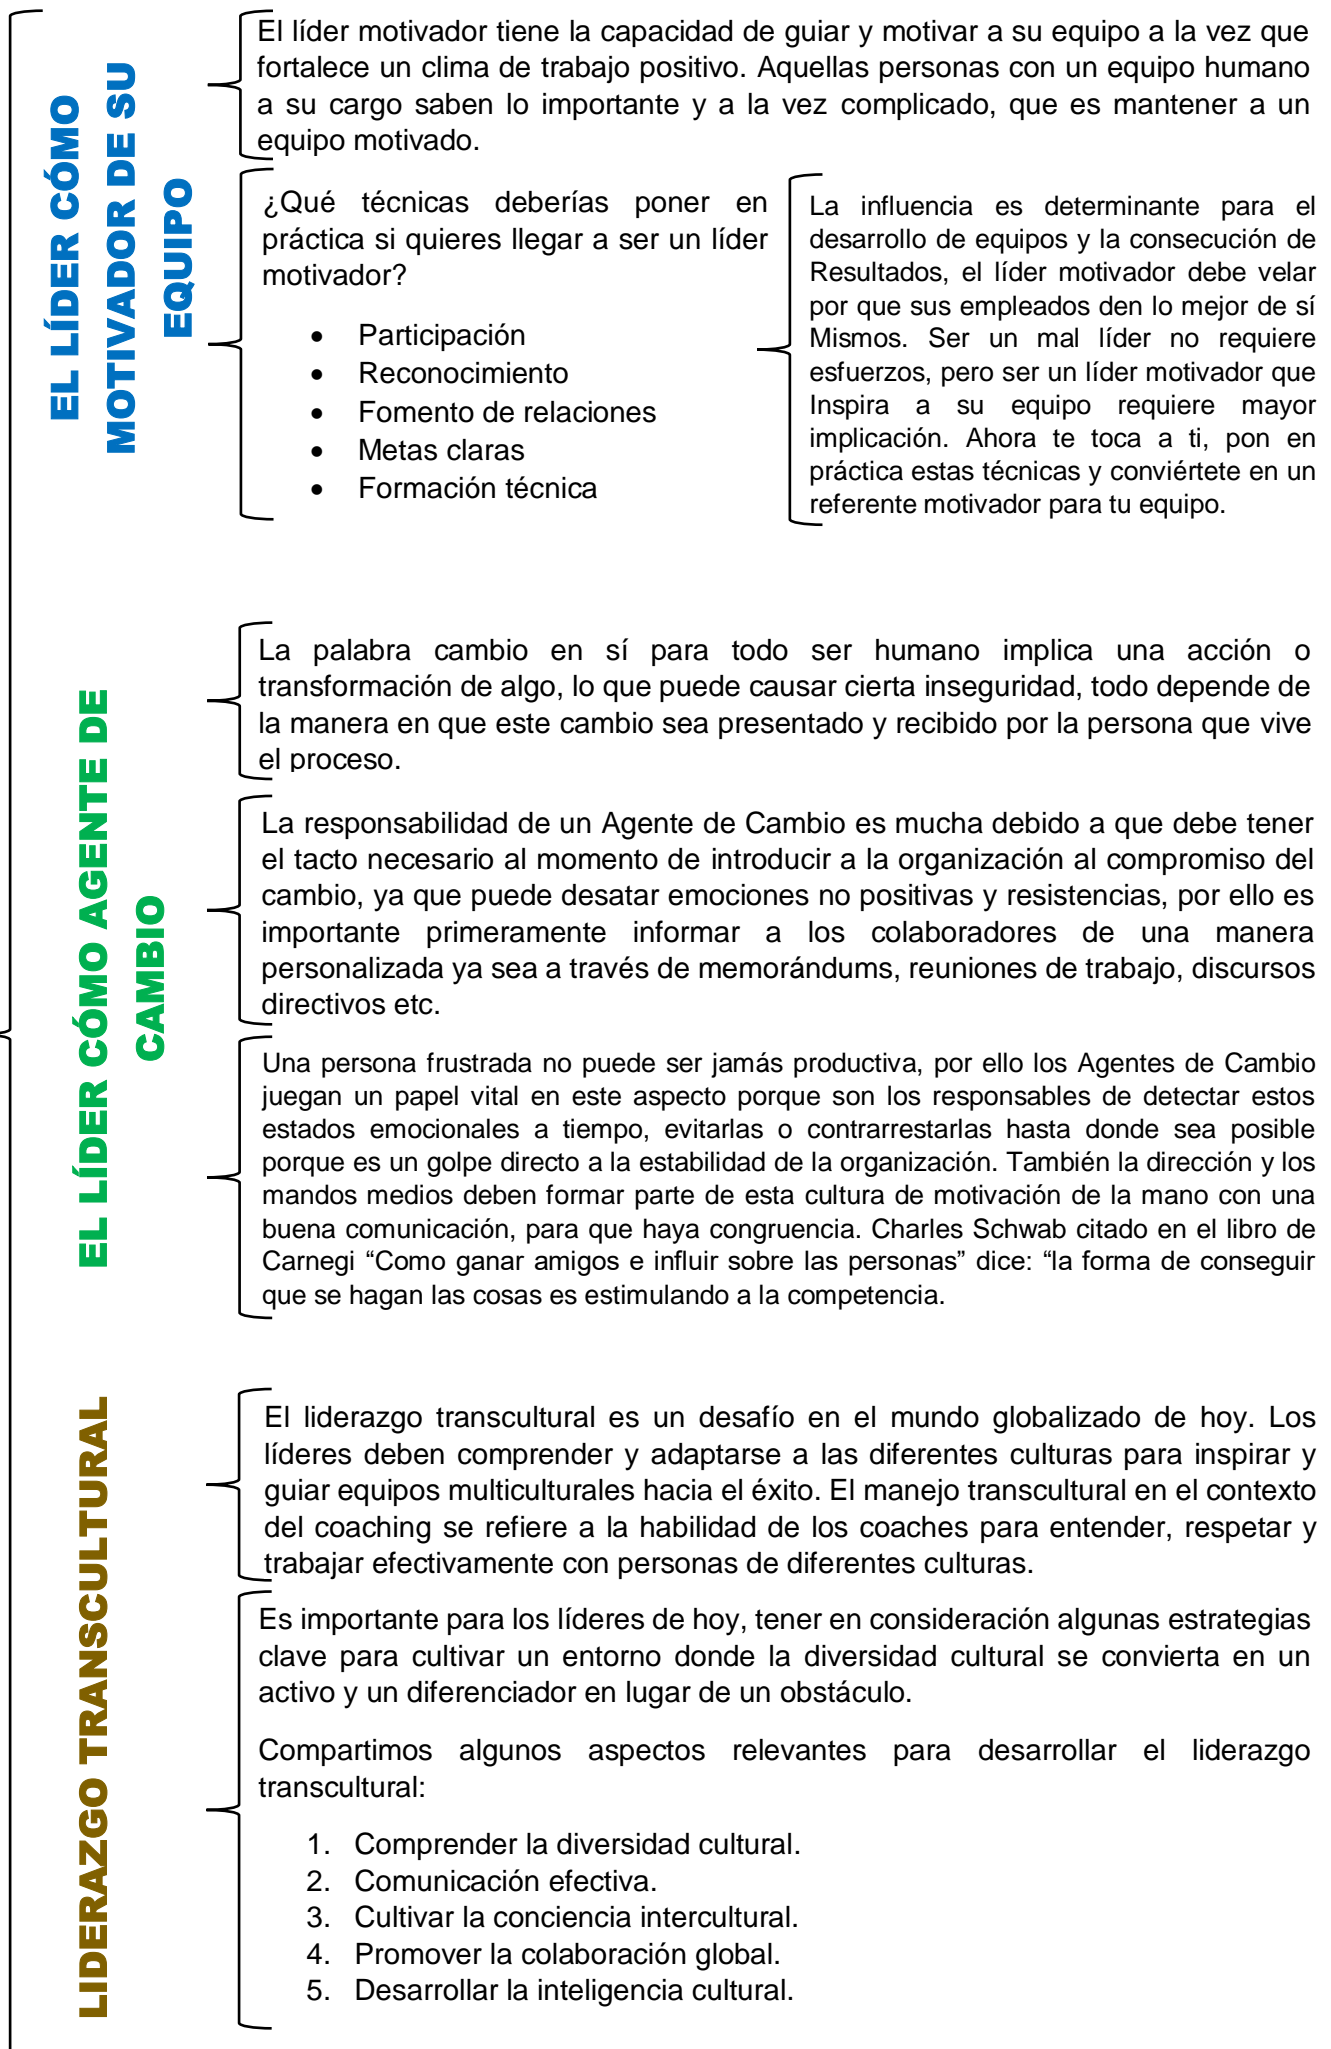 EL LÍDER CÓMO
MOTIVADOR DE SU
EQUIPO
El líder motivador tiene la capacidad de guiar y motivar a su equipo a la vez que
fortalece un clima de trabajo positivo. Aquellas personas con un equipo humano
a su cargo saben lo importante y a la vez complicado, que es mantener a un
equipo motivado.
¿Qué técnicas deberías poner en
práctica si quieres llegar a ser un líder
motivador?
• Participación
• Reconocimiento
• Fomento de relaciones
• Metas claras
• Formación técnica
La influencia es determinante para el
desarrollo de equipos y la consecución de
Resultados, el líder motivador debe velar
por que sus empleados den lo mejor de sí
Mismos. Ser un mal líder no requiere
esfuerzos, pero ser un líder motivador que
Inspira a su equipo requiere mayor
implicación. Ahora te toca a ti, pon en
práctica estas técnicas y conviértete en un
referente motivador para tu equipo.
EL LÍDER CÓMO AGENTE DE
CAMBIO
La palabra cambio en sí para todo ser humano implica una acción o
transformación de algo, lo que puede causar cierta inseguridad, todo depende de
la manera en que este cambio sea presentado y recibido por la persona que vive
el proceso.
La responsabilidad de un Agente de Cambio es mucha debido a que debe tener
el tacto necesario al momento de introducir a la organización al compromiso del
cambio, ya que puede desatar emociones no positivas y resistencias, por ello es
importante primeramente informar a los colaboradores de una manera
personalizada ya sea a través de memorándums, reuniones de trabajo, discursos
directivos etc.
Una persona frustrada no puede ser jamás productiva, por ello los Agentes de Cambio
juegan un papel vital en este aspecto porque son los responsables de detectar estos
estados emocionales a tiempo, evitarlas o contrarrestarlas hasta donde sea posible
porque es un golpe directo a la estabilidad de la organización. También la dirección y los
mandos medios deben formar parte de esta cultura de motivación de la mano con una
buena comunicación, para que haya congruencia. Charles Schwab citado en el libro de
Carnegi “Como ganar amigos e influir sobre las personas” dice: “la forma de conseguir
que se hagan las cosas es estimulando a la competencia.
LIDERAZGO TRANSCULTURAL
El liderazgo transcultural es un desafío en el mundo globalizado de hoy. Los
líderes deben comprender y adaptarse a las diferentes culturas para inspirar y
guiar equipos multiculturales hacia el éxito. El manejo transcultural en el contexto
del coaching se refiere a la habilidad de los coaches para entender, respetar y
trabajar efectivamente con personas de diferentes culturas.
Es importante para los líderes de hoy, tener en consideración algunas estrategias
clave para cultivar un entorno donde la diversidad cultural se convierta en un
activo y un diferenciador en lugar de un obstáculo.
Compartimos algunos aspectos relevantes para desarrollar el liderazgo
transcultural:
1. Comprender la diversidad cultural.
2. Comunicación efectiva.
3. Cultivar la conciencia intercultural.
4. Promover la colaboración global.
5. Desarrollar la inteligencia cultural.